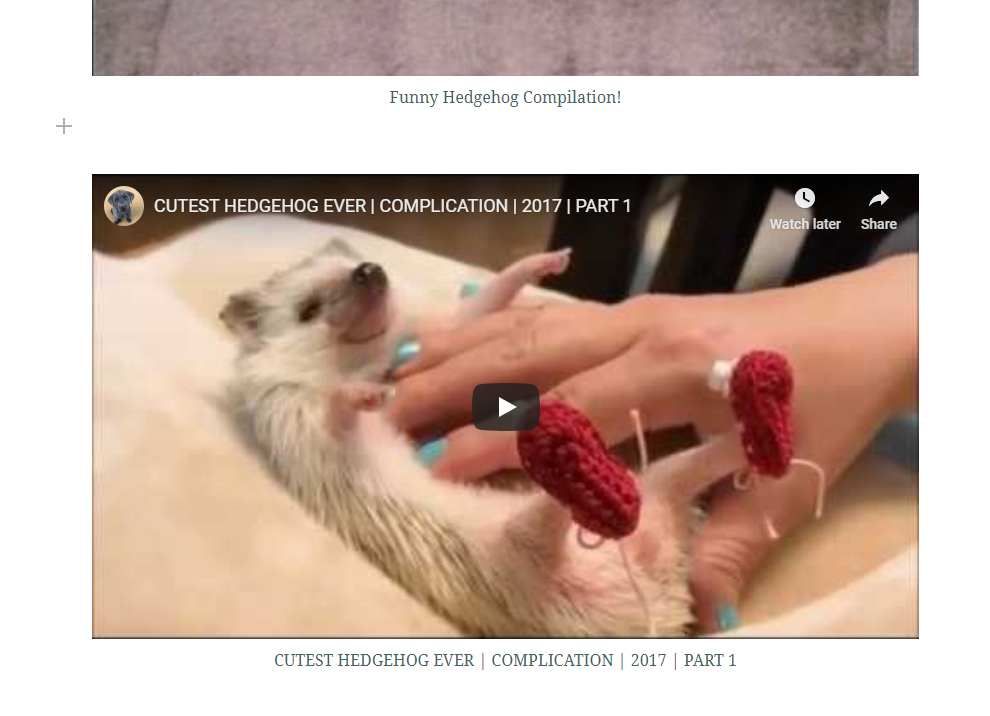 Funny Hedgehog Compilation!
CUTEST HEDGEHOG EVER | COMPLICATION | 2017 | PART 1
Watch later
Share
CUTEST HEDGEHOG EVER | COMPLICATION | 2017 | PART 1